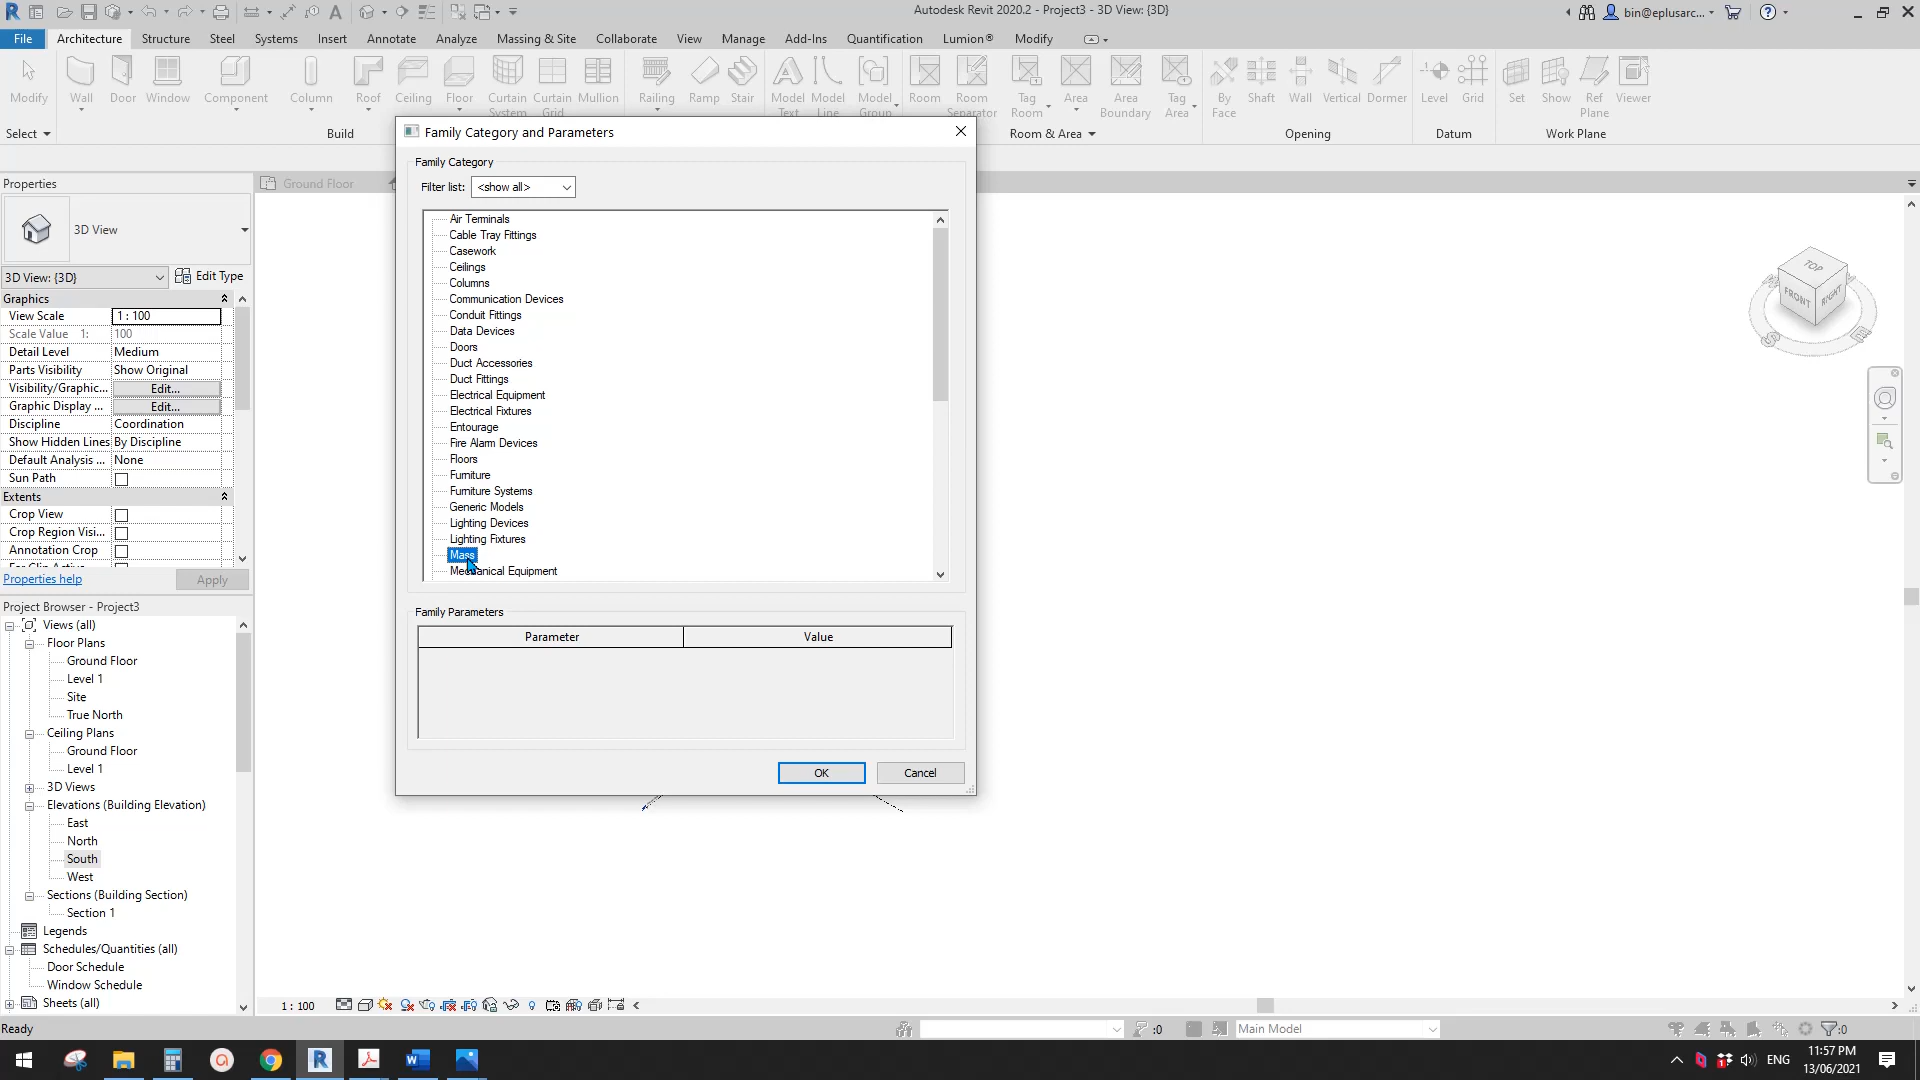 Autodesk Revit 2020.2 - Project3 - 3D View: {3D}
bin@eplusarc...
File
Architecture
Structure
Steel
Systems
Insert
Annotate
Analyze
Massing & Site
Collaborate
View
Manage
Add-Ins
Quantification
Lumion®
Modify
Modify
Wall
Door
Window
Component
Column
Roof
Ceiling
Floor
Curtain System
Curtain Grid
Mullion
Railing
Ramp
Stair
Model Text
Model Line
Model Group
Room
Room Separator
Tag Room
Area
Area Boundary
Tag Area
By Face
Shaft
Wall
Vertical
Dormer
Level
Grid
Set
Show
Ref Plane
Viewer
Select
Build
Room & Area
Opening
Datum
Work Plane
Properties
Ground Floor
3D View
3D View: {3D}
Edit Type
Graphics
View Scale 1 : 100
Scale Value 1: 100
Detail Level Medium
Parts Visibility Show Original
Visibility/Graphic... Edit...
Graphic Display ... Edit...
Discipline Coordination
Show Hidden Lines By Discipline
Default Analysis ... None
Sun Path
Extents
Crop View
Crop Region Visi...
Annotation Crop
Properties help
Apply
Project Browser - Project3
Views (all)
Floor Plans
Ground Floor
Level 1
Site
True North
Ceiling Plans
Ground Floor
Level 1
3D Views
Elevations (Building Elevation)
East
North
South
West
Sections (Building Section)
Section 1
Legends
Schedules/Quantities (all)
Door Schedule
Window Schedule
Sheets (all)
Family Category and Parameters
Family Category
Filter list: <show all>
Air Terminals
Cable Tray Fittings
Casework
Ceilings
Columns
Communication Devices
Conduit Fittings
Data Devices
Doors
Duct Accessories
Duct Fittings
Electrical Equipment
Electrical Fixtures
Entourage
Fire Alarm Devices
Floors
Furniture
Furniture Systems
Generic Models
Lighting Devices
Lighting Fixtures
Mass
Mechanical Equipment
Family Parameters
Parameter
Value
OK
Cancel
TOP
FRONT
RIGHT
S
E
1 : 100
Ready
:0
Main Model
:0
ENG
11:57 PM
13/06/2021